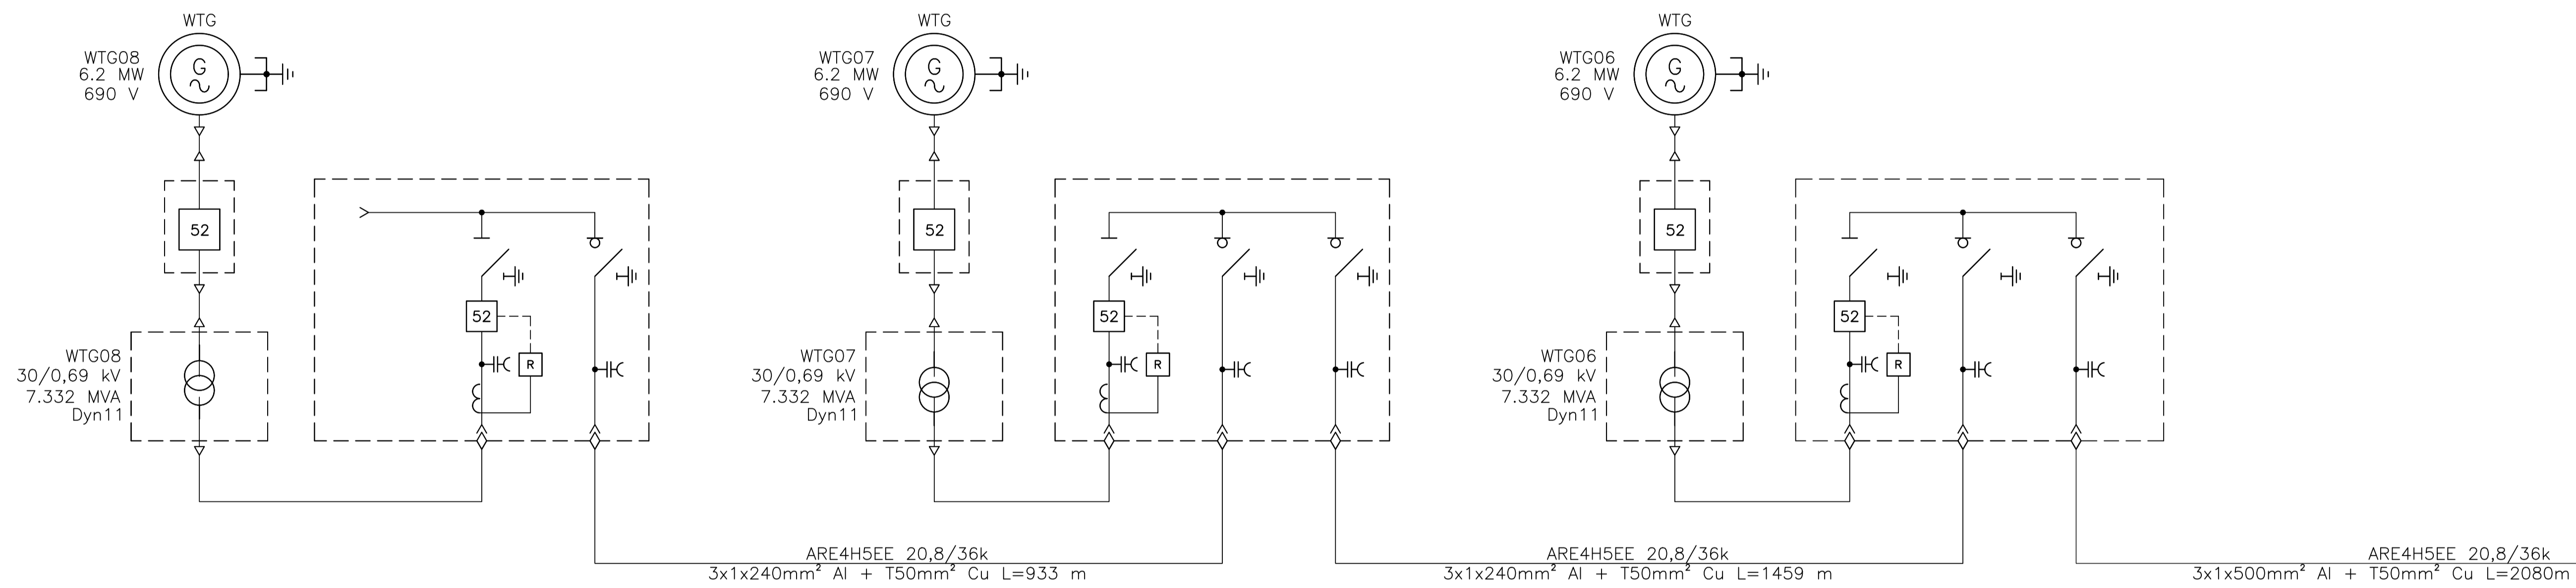 WTG
WTG08
6.2 MW
690 V
G
52
WTG08
30/0,69 kV
7.332 MVA
Dyn11
52
R
ARE4H5EE 20,8/36k
3x1x240mm² Al + T50mm² Cu L=933 m
WTG
WTG07
6.2 MW
690 V
G
52
WTG07
30/0,69 kV
7.332 MVA
Dyn11
52
R
ARE4H5EE 20,8/36k
3x1x240mm² Al + T50mm² Cu L=1459 m
WTG
WTG06
6.2 MW
690 V
G
52
WTG06
30/0,69 kV
7.332 MVA
Dyn11
52
R
ARE4H5EE 20,8/36k
3x1x500mm² Al + T50mm² Cu L=2080m